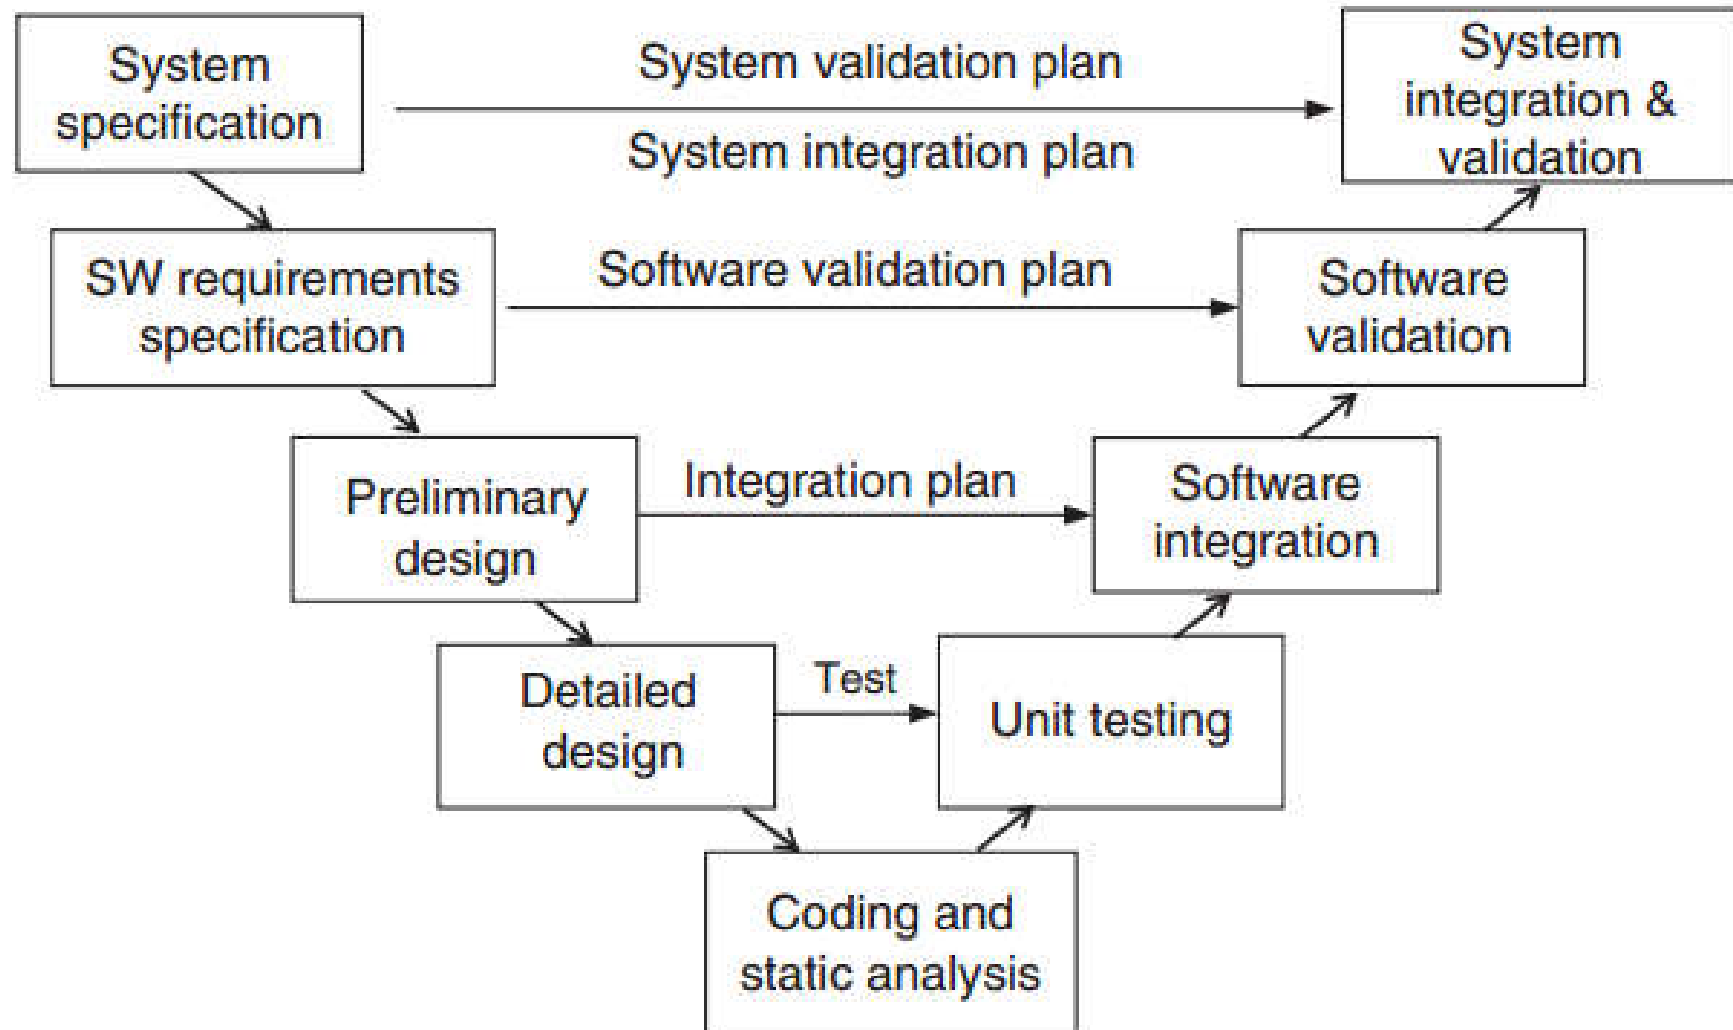 System
specification
System validation plan
System integration plan
System
integration &
validation
SW requirements
specification
Software validation plan
Software
validation
Preliminary
design
Integration plan
Software
integration
Detailed
design
Test
Unit testing
Coding and
static analysis